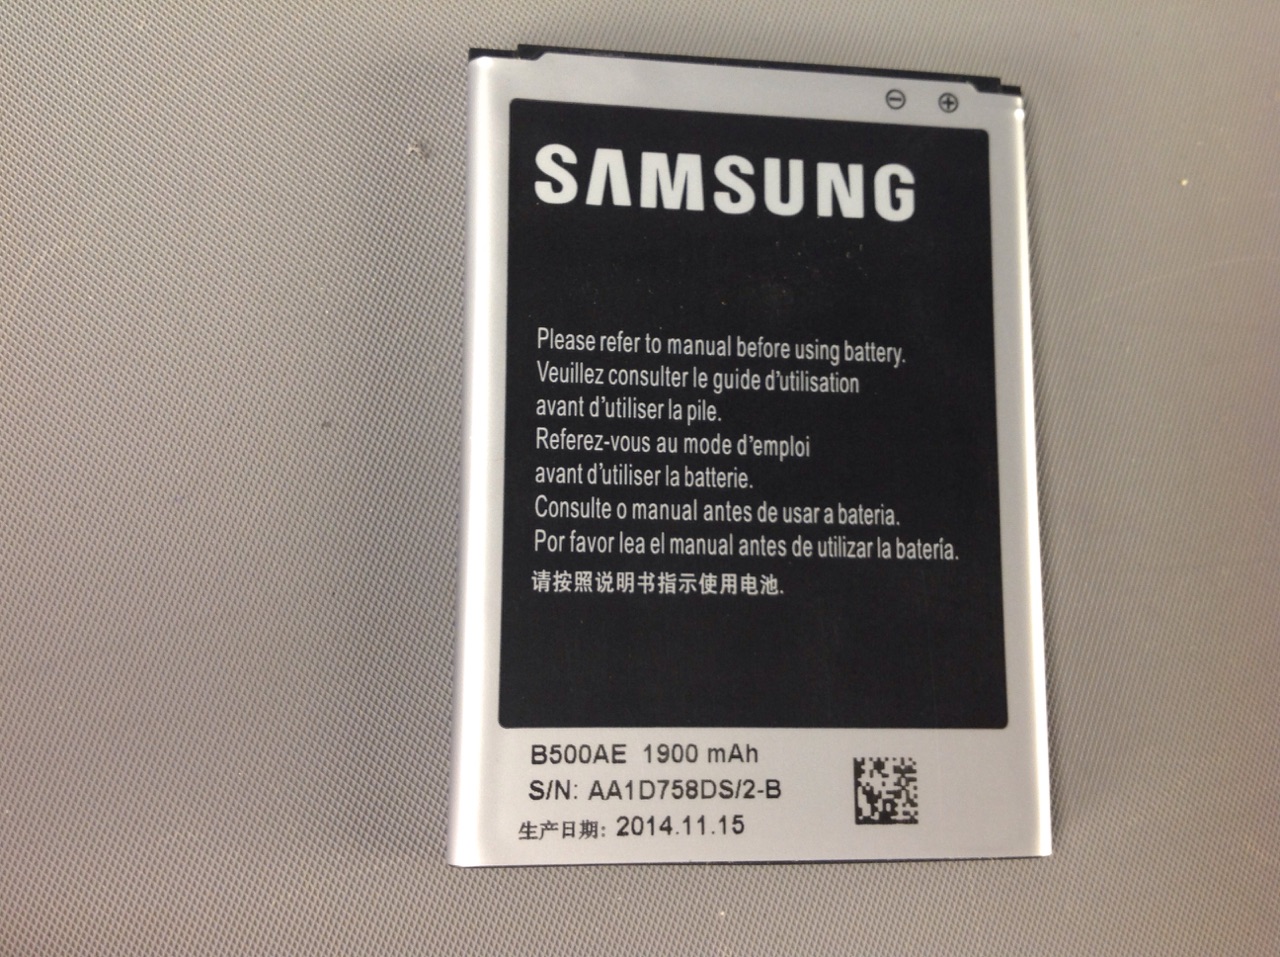 SAMSUNG
Please refer to manual before using battery.
Veuillez consulter le guide d'utilisation
avant d'utiliser la pile.
Referez-vous au mode d'emploi
avant d'utiliser la batterie.
Consulte o manual antes de usar a bateria.
Por favor lea el manual antes de utilizar la batería.
请按照说明书指示使用电池.
B500AE 1900 mAh
S/N: AA1D758DS/2-B
生产日期: 2014.11.15